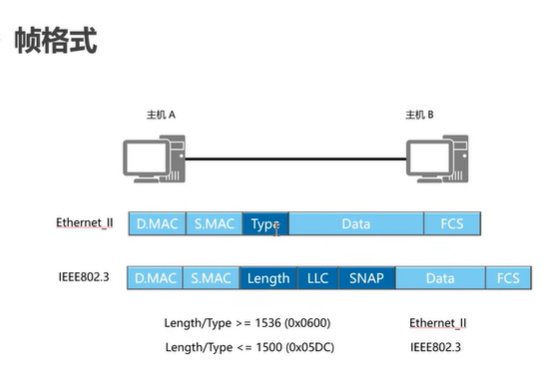 帧格式
主机 A 主机 B
Ethernet_II D.MAC S.MAC Type Data FCS
IEEE802.3 D.MAC S.MAC Length LLC SNAP Data FCS
Length/Type >= 1536 (0x0600) Ethernet_II
Length/Type <= 1500 (0x05DC) IEEE802.3